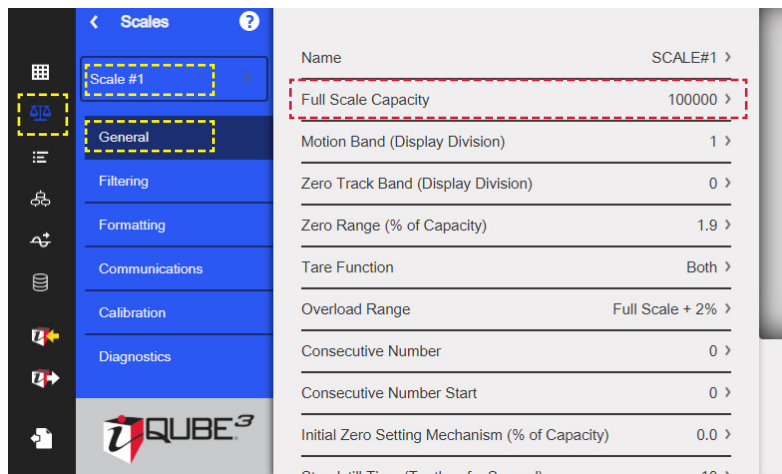 Scales ?
Scale #1
General
Filtering
Formatting
Communications
Calibration
Diagnostics
iQUBE3
Name SCALE#1
Full Scale Capacity 100000
Motion Band (Display Division) 1
Zero Track Band (Display Division) 0
Zero Range (% of Capacity) 1.9
Tare Function Both
Overload Range Full Scale + 2%
Consecutive Number 0
Consecutive Number Start 0
Initial Zero Setting Mechanism (% of Capacity) 0.0